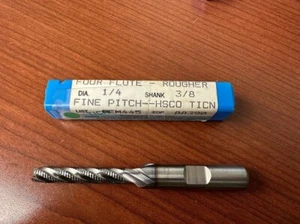 FOUR FLUTE - ROUGHER
DIA. 1/4 SHANK 3/8
FINE PITCH--HSCO TICN